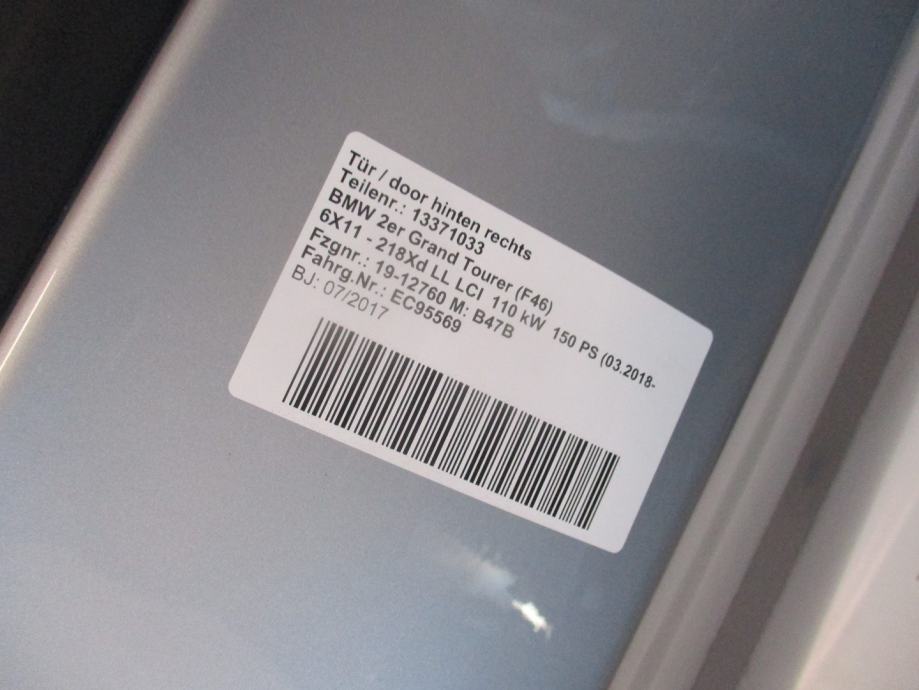 Tür / door hinten rechts
Teilenr.: 13371033
BMW 2er Grand Tourer (F46)
6X11 - 218Xd LL LCI 110 kW 150 PS (03.2018-
Fzgnr.: 19-12760 M: B47B
Fahrg.Nr.: EC95569
BJ: 07/2017